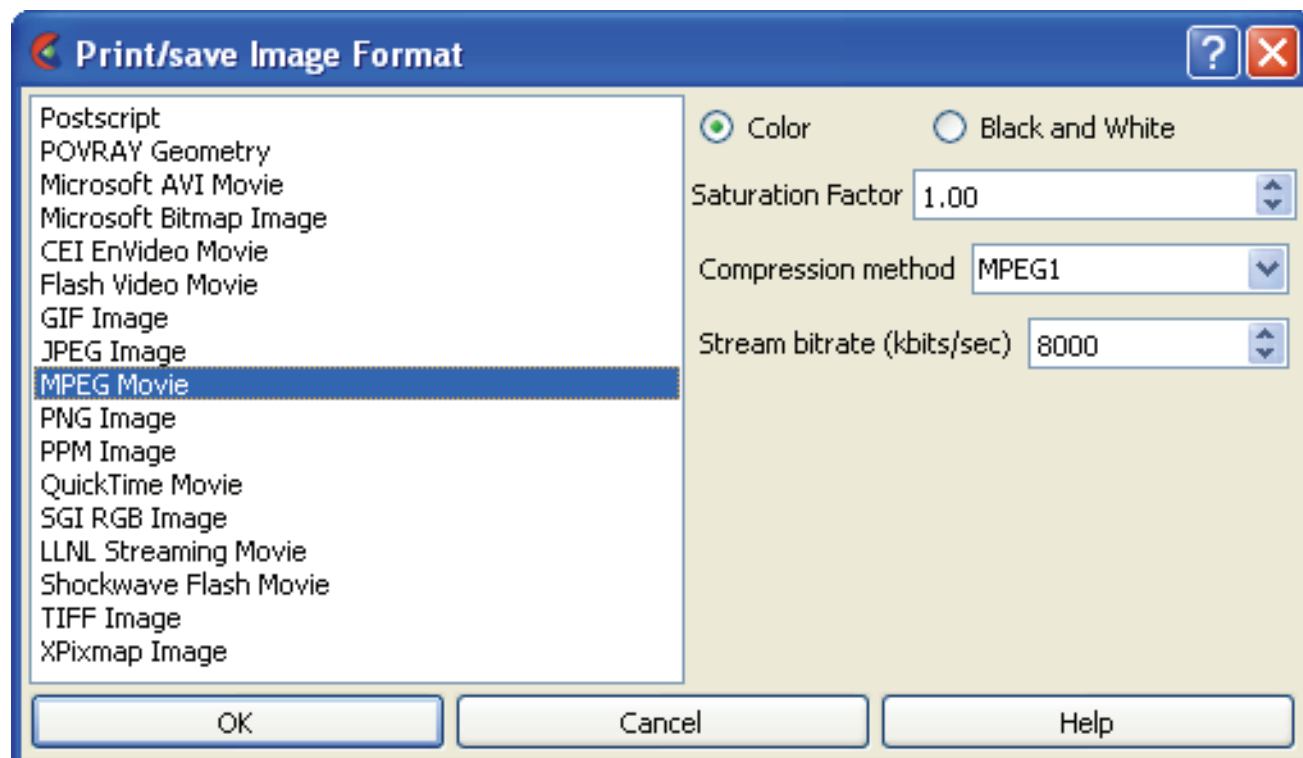 Print/save Image Format
Postscript
POVRAY Geometry
Microsoft AVI Movie
Microsoft Bitmap Image
CEI EnVideo Movie
Flash Video Movie
GIF Image
JPEG Image
MPEG Movie
PNG Image
PPM Image
QuickTime Movie
SGI RGB Image
LLNL Streaming Movie
Shockwave Flash Movie
TIFF Image
XPixmap Image
Color Black and White
Saturation Factor 1.00
Compression method MPEG1
Stream bitrate (kbits/sec) 8000
OK Cancel Help